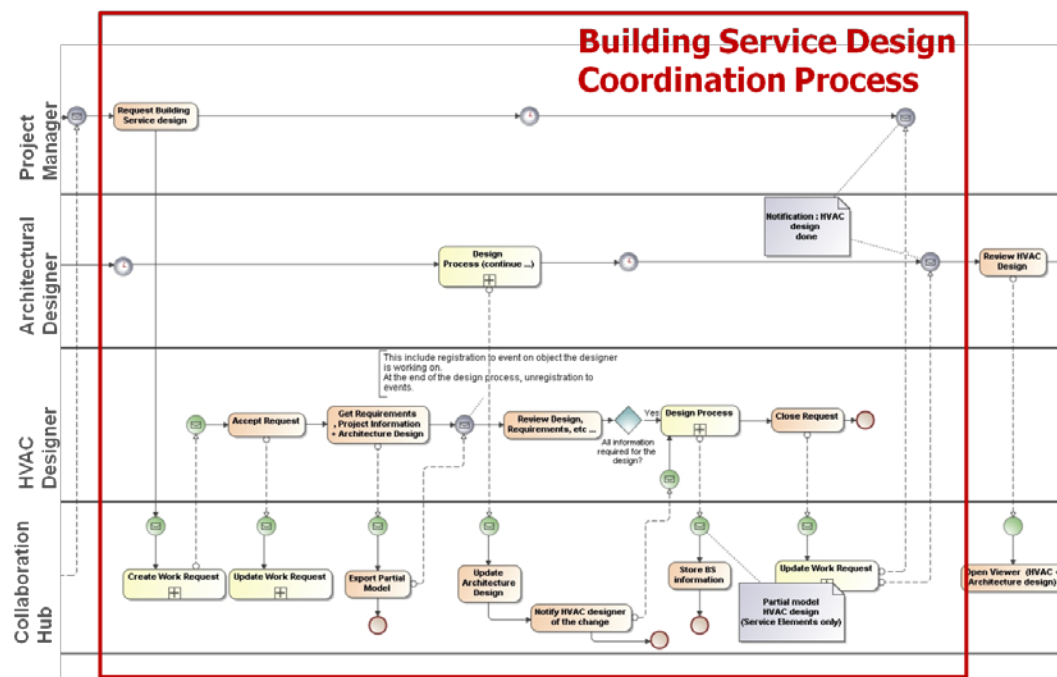 Building Service Design
Coordination Process
Project
Manager
Request Building
Service design
Notification : HVAC
design
done
Architectural
Designer
Design
Process (continue ...)
Review HVAC
Design
This include registration to event on object the designer
is working on.
At the end of the design process, unregistration to
events.
HVAC
Designer
Accept Request
Get Requirements
, Project Information
+ Architecture Design
Review Design,
Requirements, etc ...
Yes
All information
required for the
design?
Design Process
Close Request
Collaboration
Hub
Create Work Request
Update Work Request
Export Partial
Model
Update
Architecture
Design
Notify HVAC designer
of the change
Store BS
information
Update Work Request
Partial model
HVAC design
(Service Elements only)
Open Viewer (HVAC +
Architecture design)